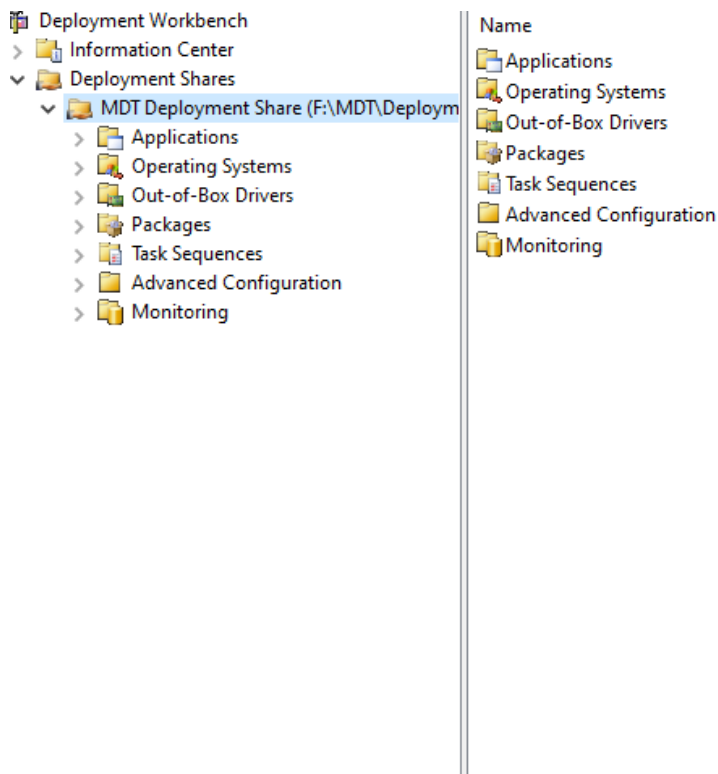 Deployment Workbench
Information Center
Deployment Shares
MDT Deployment Share (F:\MDT\Deploym
Applications
Operating Systems
Out-of-Box Drivers
Packages
Task Sequences
Advanced Configuration
Monitoring
Name
Applications
Operating Systems
Out-of-Box Drivers
Packages
Task Sequences
Advanced Configuration
Monitoring